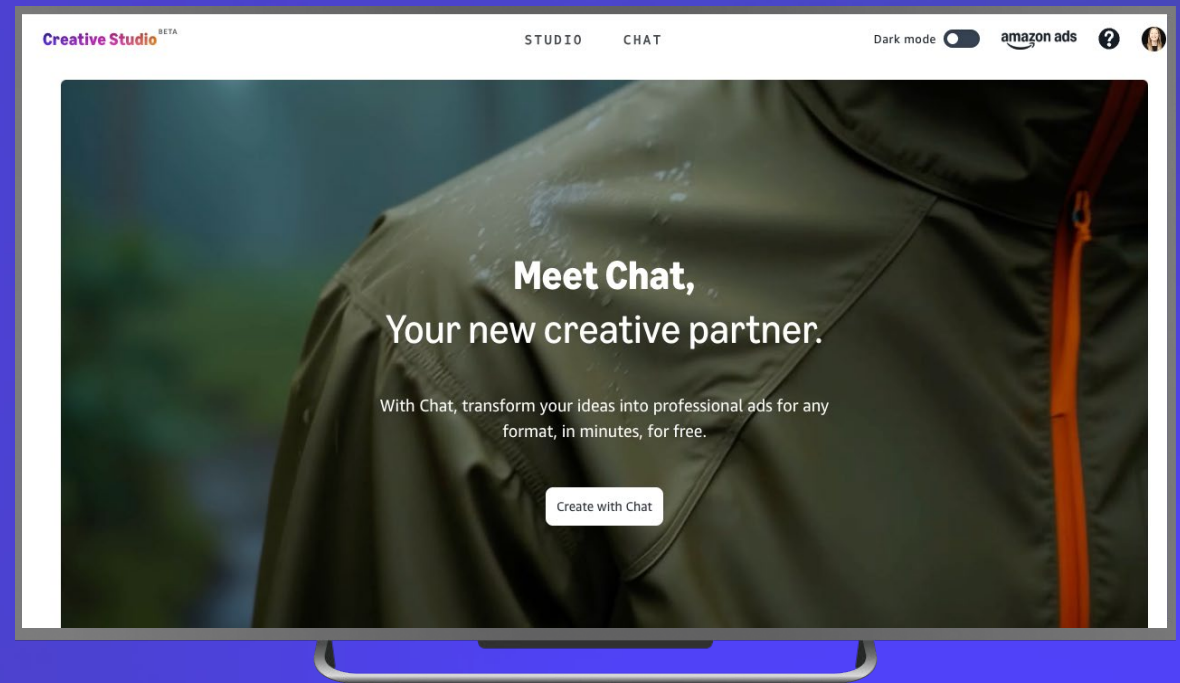 Creative Studio BETA
STUDIO CHAT
Dark mode
amazon ads
?
Meet Chat,
Your new creative partner.
With Chat, transform your ideas into professional ads for any
format, in minutes, for free.
Create with Chat